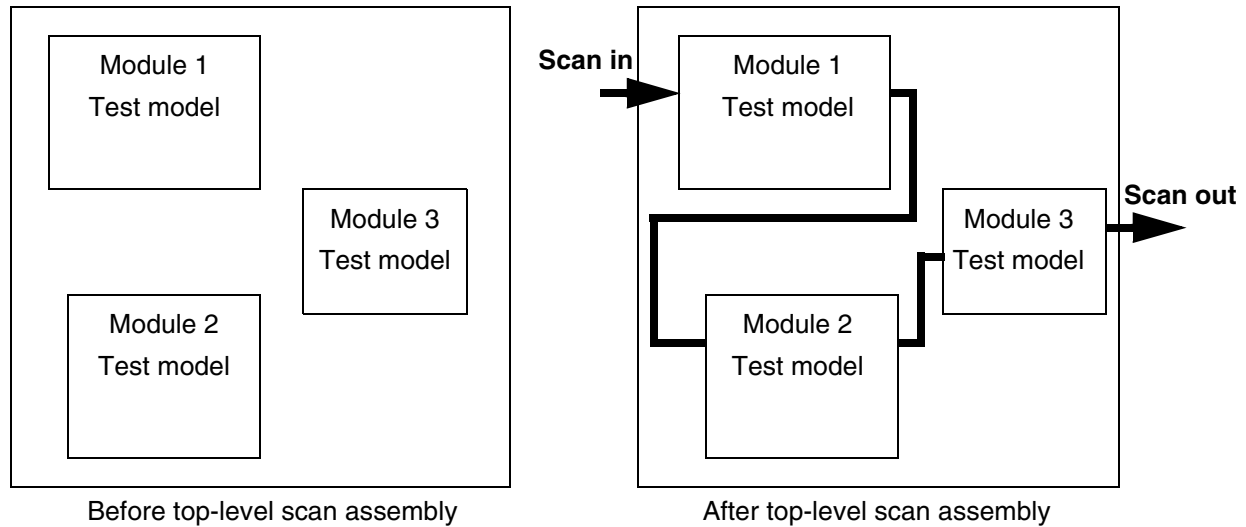 Module 1
Test model
Module 3
Test model
Module 2
Test model
Before top-level scan assembly
Scan in
Module 1
Test model
Scan out
Module 3
Test model
Module 2
Test model
After top-level scan assembly